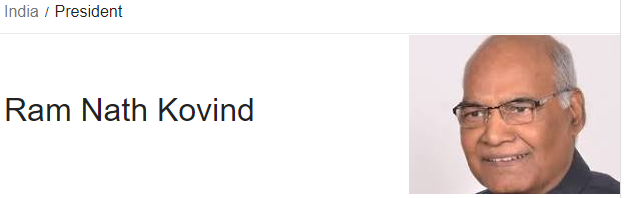 India / President
Ram Nath Kovind